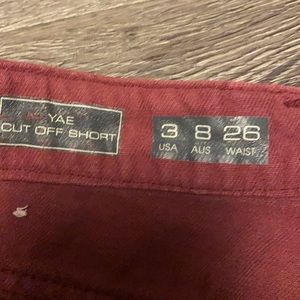 YAE
CUT OFF SHORT
3 8 26
USA AUS WAIST